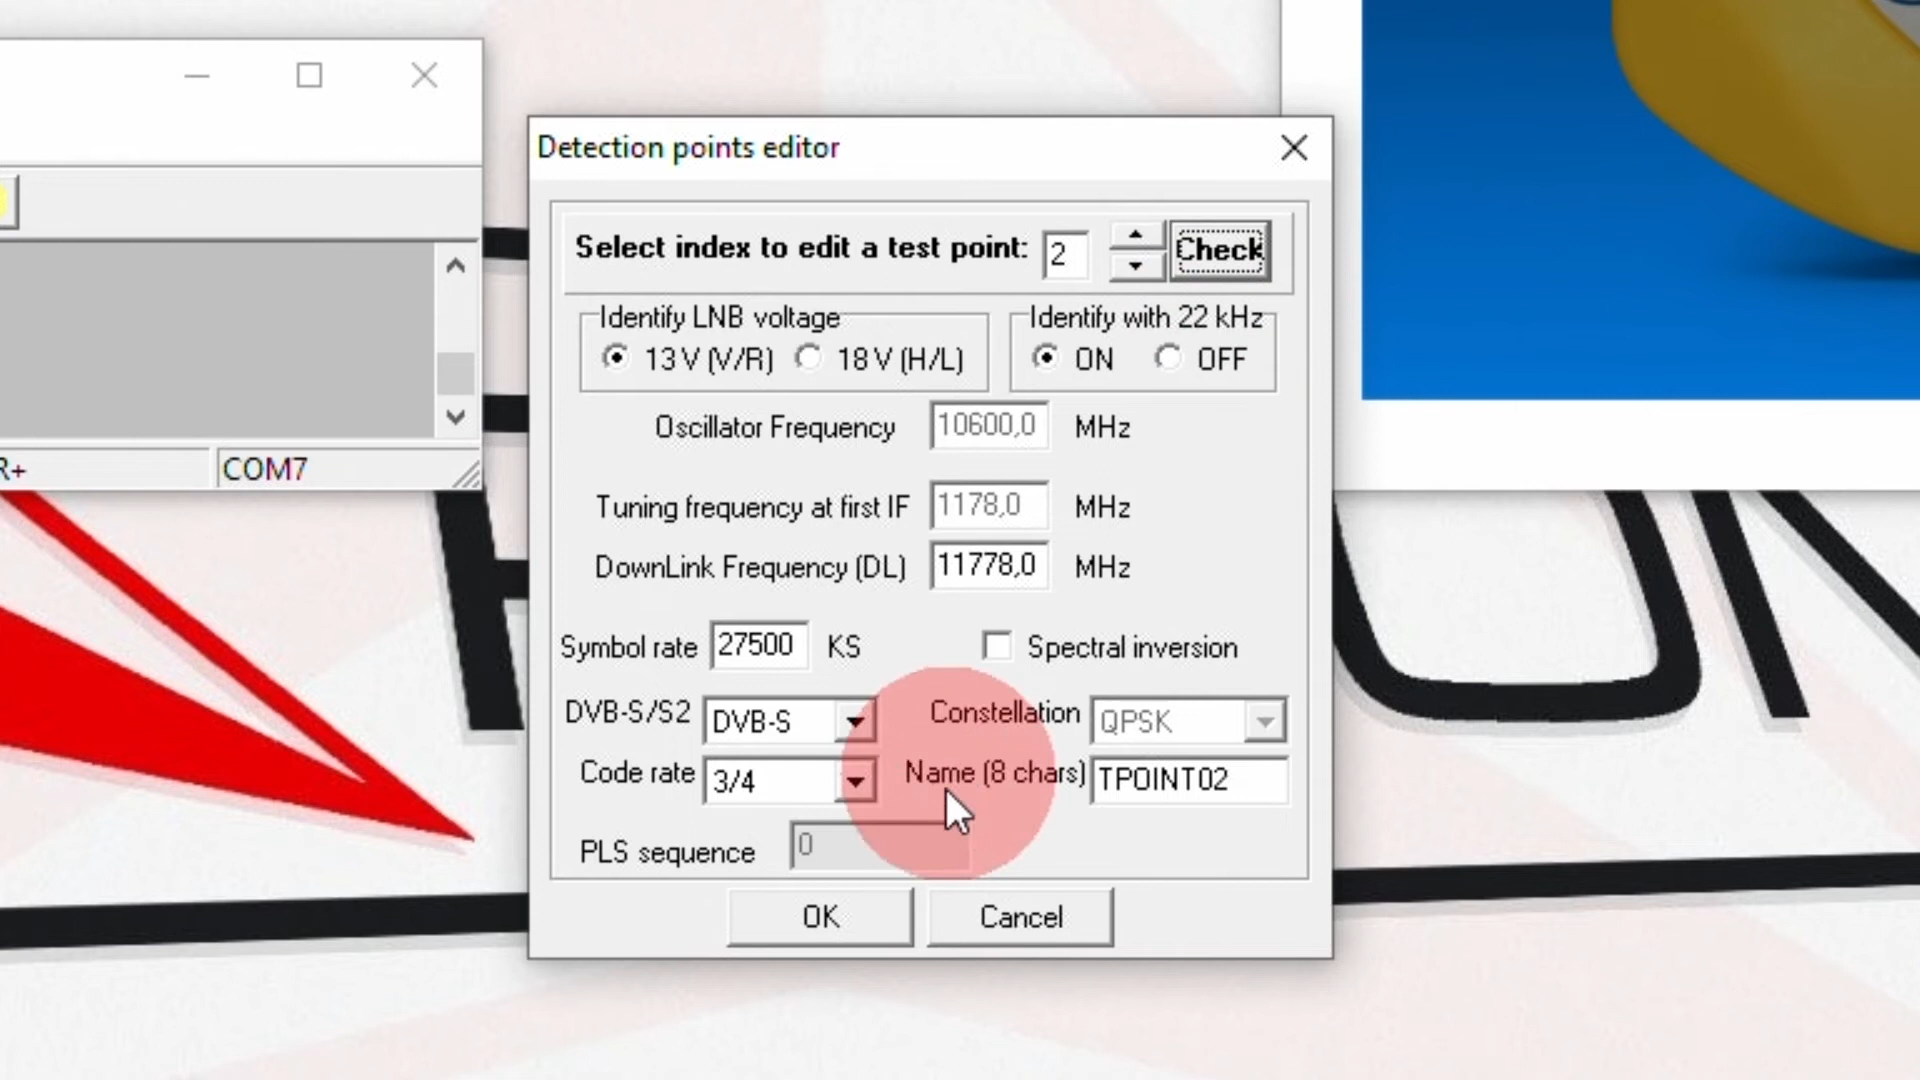 Detection points editor
Select index to edit a test point: 2 Check
Identify LNB voltage
Identify with 22 kHz
13 V (V/R) 18 V (H/L) ON OFF
Oscillator Frequency 10600,0 MHz
R+ COM7
Tuning frequency at first IF 1178,0 MHz
DownLink Frequency (DL) 11778,0 MHz
Symbol rate 27500 KS Spectral inversion
DVB-S/S2 DVB-S Constellation QPSK
Code rate 3/4 Name (8 chars) TPOINT02
PLS sequence 0
OK Cancel